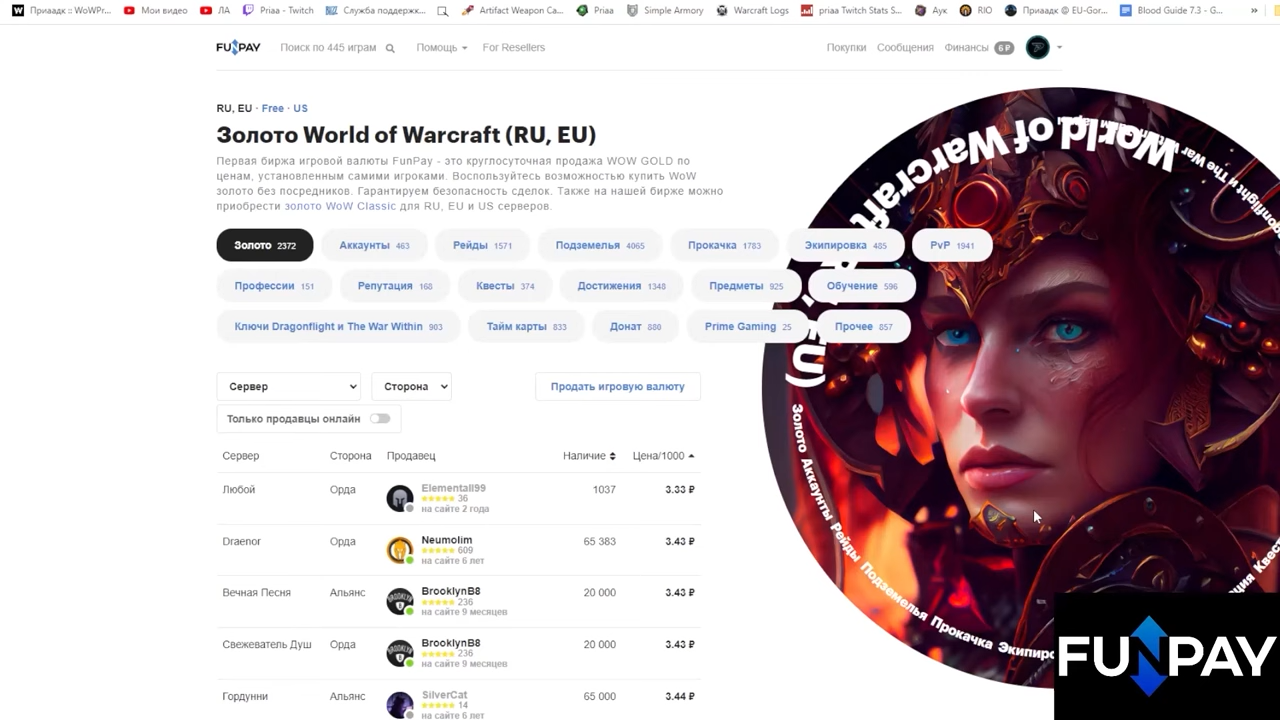 Приаадк :: WoWPr...
Мои видео
ЛА
Priaa - Twitch
Служба поддержк...
Artifact Weapon Ca...
Priaa
Simple Armory
Warcraft Logs
priaa Twitch Stats S...
Аук
RIO
Приаадк @ EU-Gor...
Blood Guide 7.3 - G...
»
FUNPAY
Поиск по 445 играм
Помощь
For Resellers
Покупки
Сообщения
Финансы 6 ₽
RU, EU · Free · US
Золото World of Warcraft (RU, EU)
Первая биржа игровой валюты FunPay - это круглосуточная продажа WOW GOLD по
ценам, установленным самими игроками. Воспользуйтесь возможностью купить WoW
золото без посредников. Гарантируем безопасность сделок. Также на нашей бирже можно
приобрести золото WoW Classic для RU, EU и US серверов.
Золото 2372
Аккаунты 463
Рейды 1571
Подземелья 4065
Прокачка 1783
Экипировка 485
PvP 1941
Профессии 151
Репутация 168
Квесты 374
Достижения 1348
Предметы 925
Обучение 596
Ключи Dragonflight и The War Within 903
Тайм карты 833
Донат 880
Prime Gaming 25
Прочее 857
Сервер
Сторона
Продать игровую валюту
Только продавцы онлайн
Сервер Сторона Продавец Наличие Цена/1000
Любой Орда Elementall99 1037 3.33 ₽
36
на сайте 2 года
Draenor Орда Neumolim 65 383 3.43 ₽
609
на сайте 6 лет
Вечная Песня Альянс BrooklynB8 20 000 3.43 ₽
236
на сайте 9 месяцев
Свежеватель Душ Орда BrooklynB8 20 000 3.43 ₽
236
на сайте 9 месяцев
Гордунни Альянс SilverCat 65 000 3.44 ₽
14
на сайте 6 лет
World of Warcraft
EU)
Золото Аккаунты Рейды Подземелья Прокачка Экипиро
FUNPAY